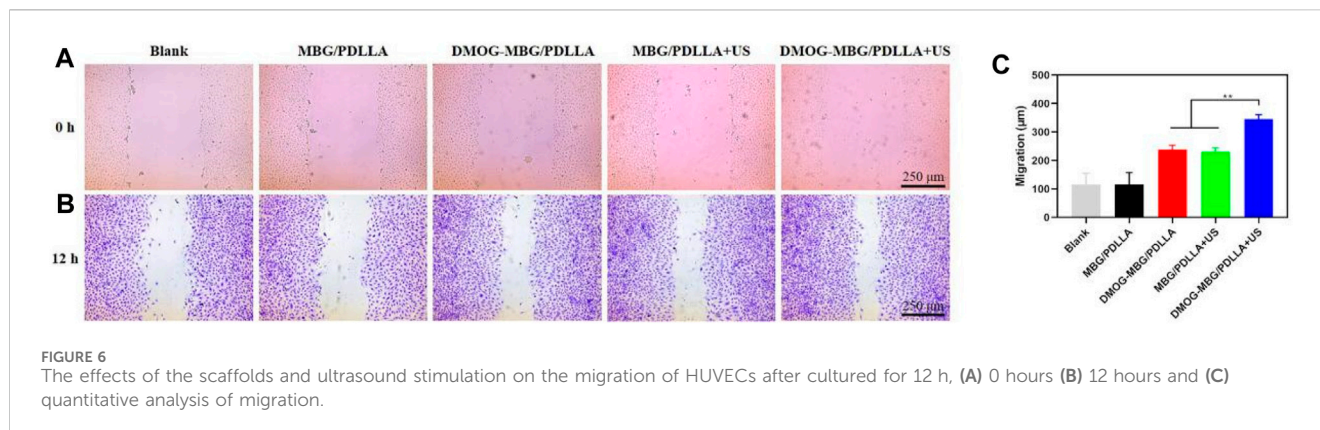 A
Blank MBG/PDLLA DMOG-MBG/PDLLA MBG/PDLLA+US DMOG-MBG/PDLLA+US
0 h
250 µm
B
12 h
250 µm
C
Migration (µm)
500
400
300
200
100
0
**
Blank
MBG/PDLLA
DMOG-MBG/PDLLA
MBG/PDLLA+US
DMOG-MBG/PDLLA+US
FIGURE 6
The effects of the scaffolds and ultrasound stimulation on the migration of HUVECs after cultured for 12 h, (A) 0 hours (B) 12 hours and (C)
quantitative analysis of migration.